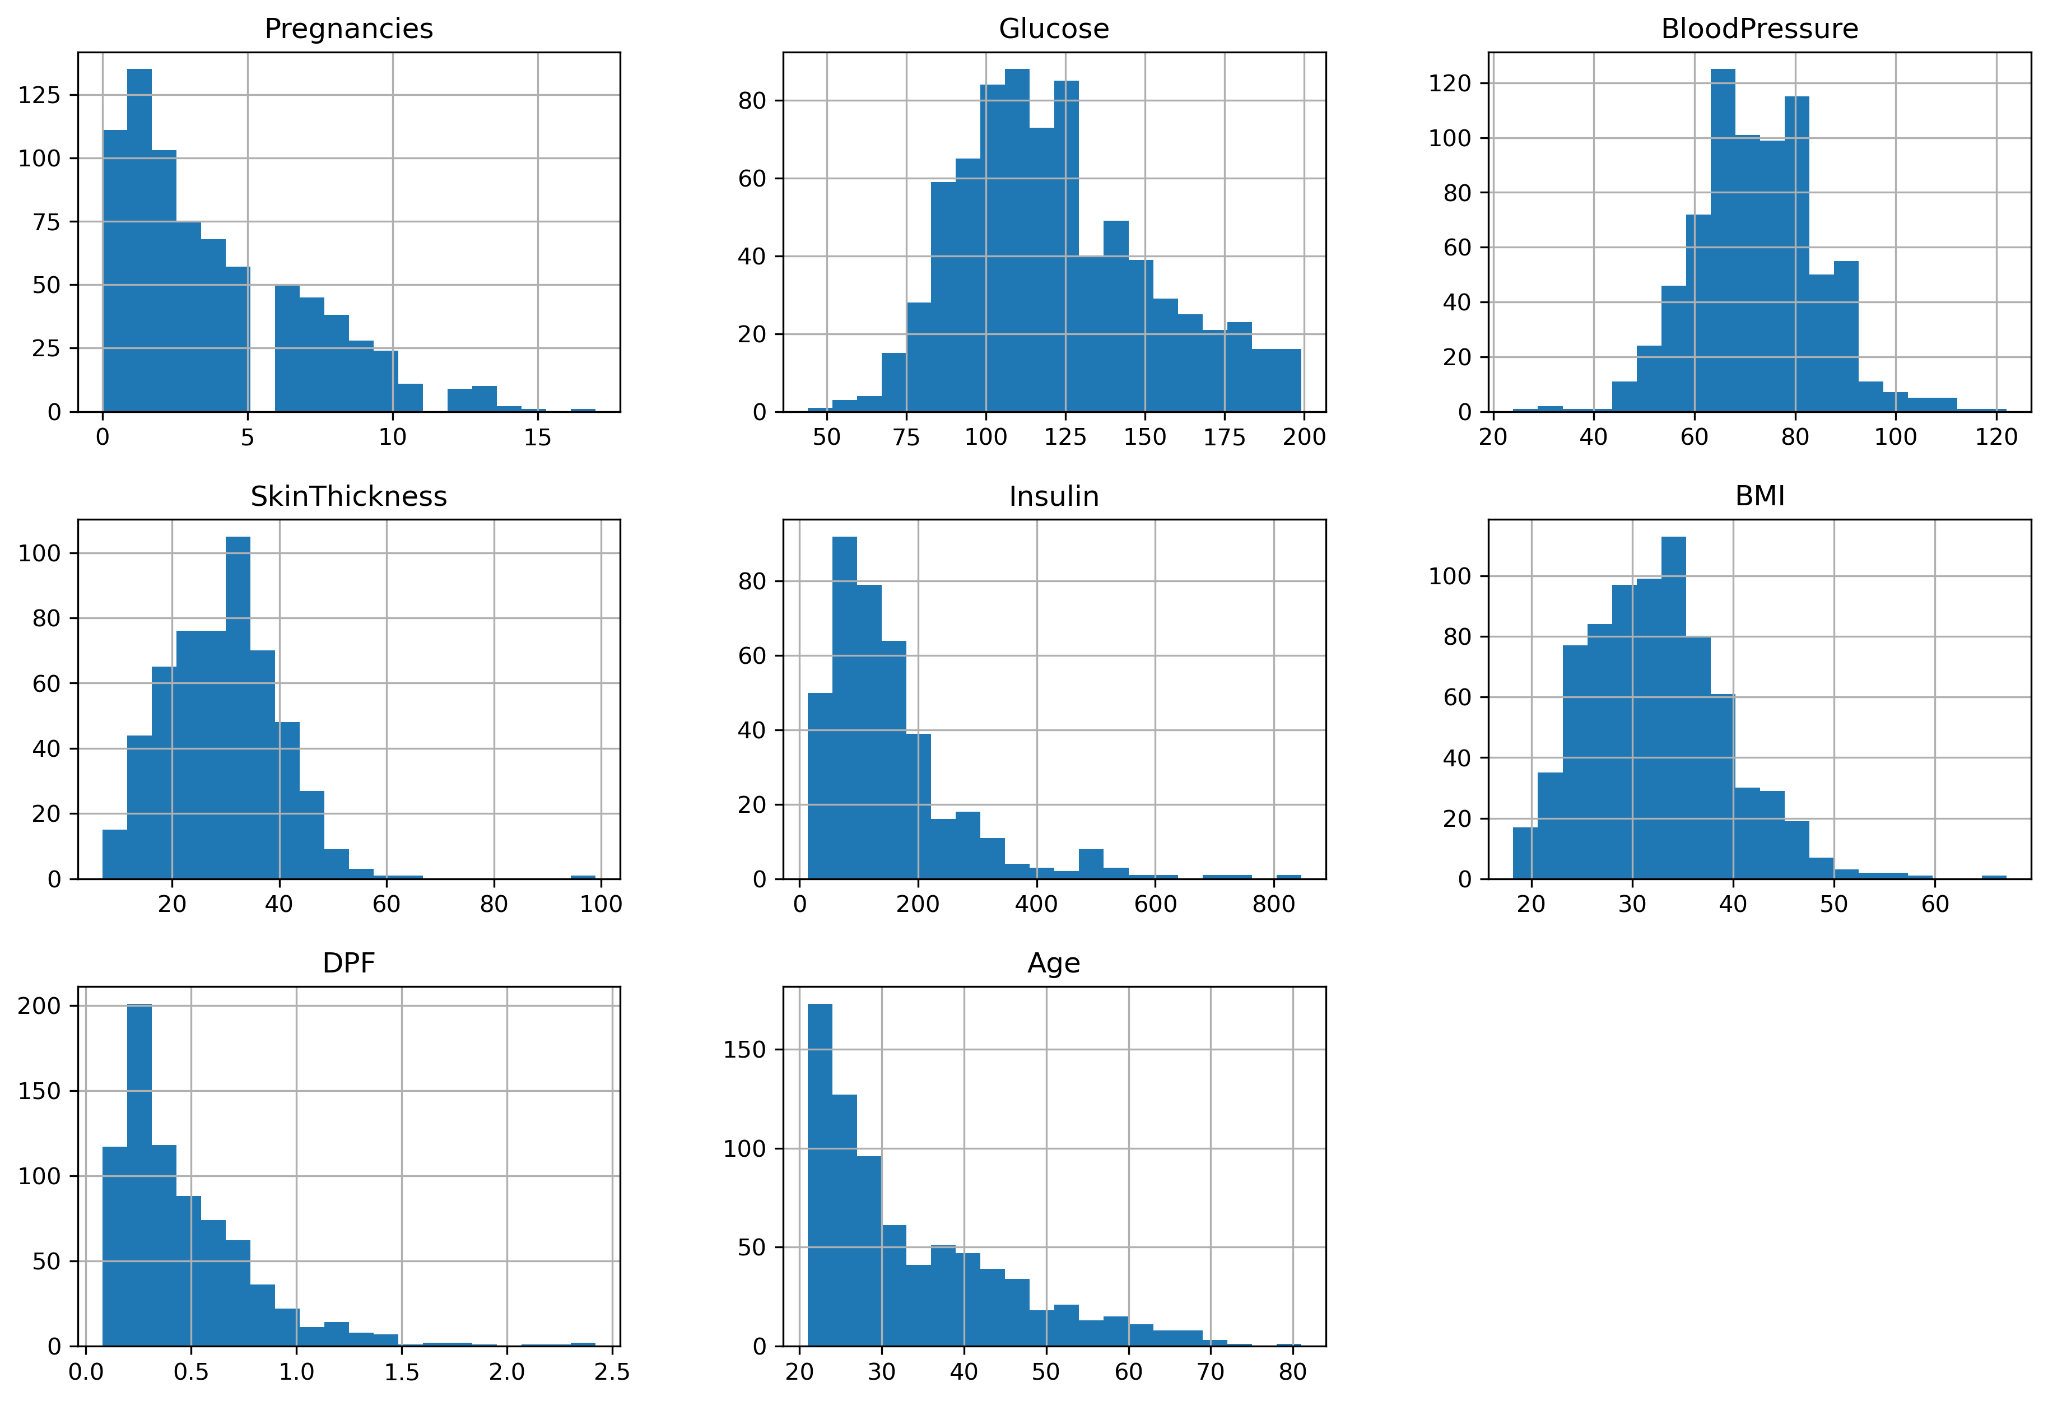 Pregnancies
125
100
75
50
25
0
0 5 10 15
Glucose
80
60
40
20
0
50 75 100 125 150 175 200
BloodPressure
120
100
80
60
40
20
0
20 40 60 80 100 120
SkinThickness
100
80
60
40
20
0
20 40 60 80 100
Insulin
80
60
40
20
0
0 200 400 600 800
BMI
100
80
60
40
20
0
20 30 40 50 60
DPF
200
150
100
50
0
0.0 0.5 1.0 1.5 2.0 2.5
Age
150
100
50
0
20 30 40 50 60 70 80